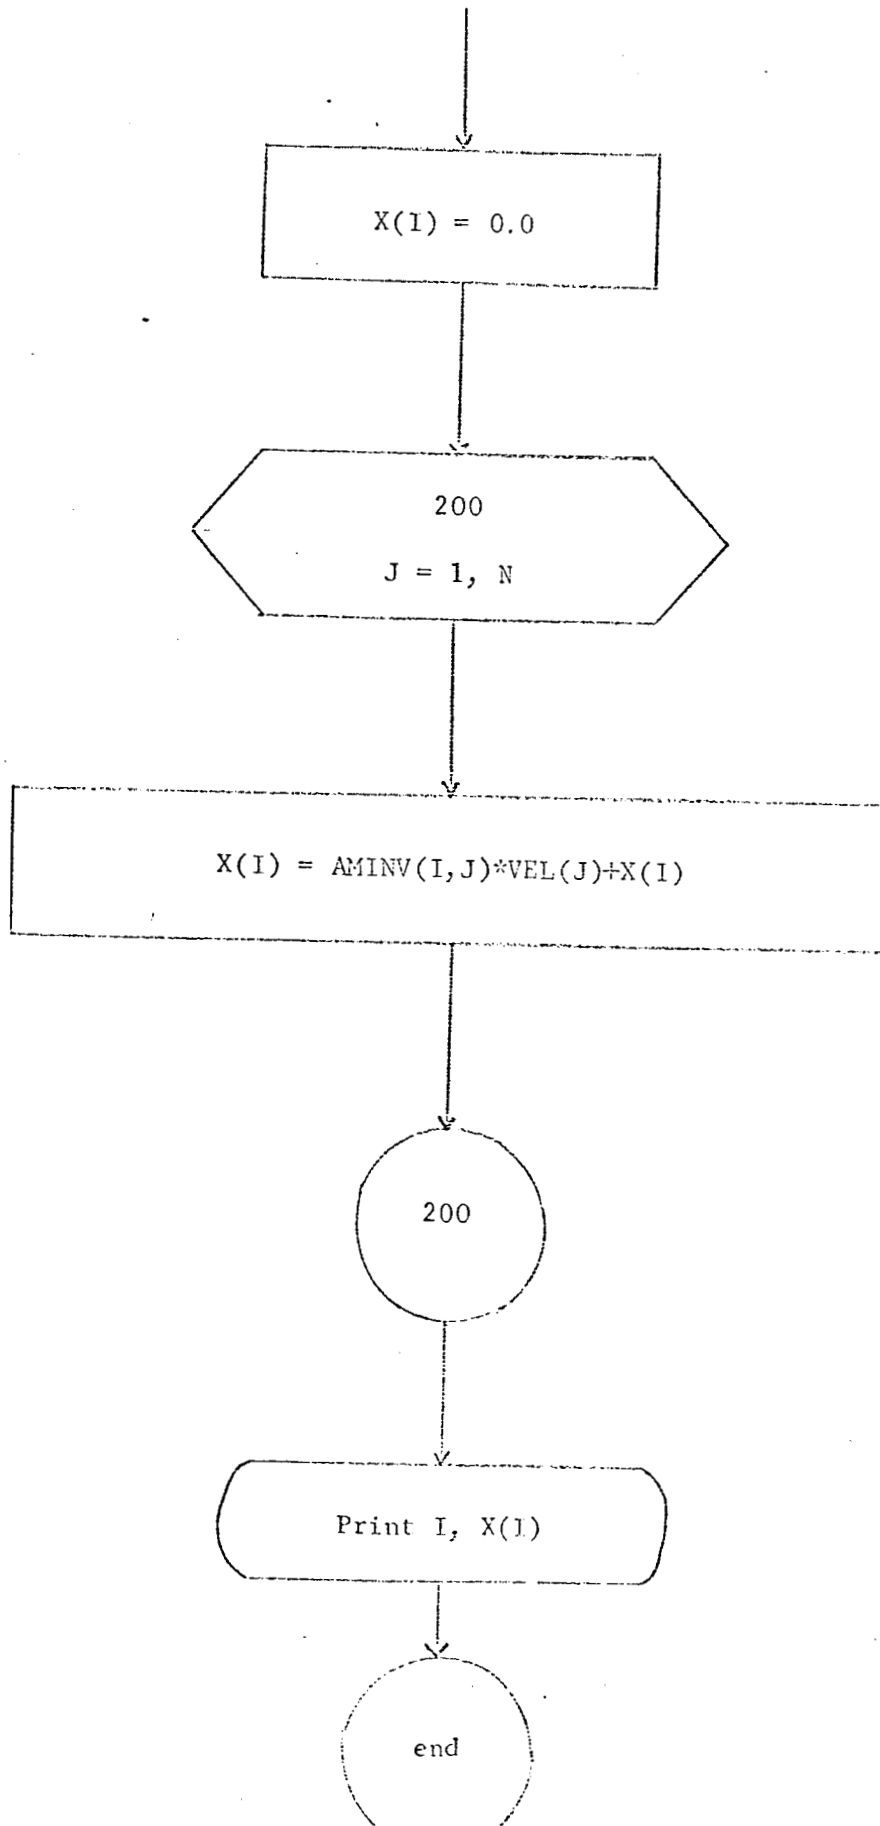 X(I) = 0.0
200
J = 1, N
X(I) = AMINV(I,J)*VEL(J)+X(I)
200
Print I, X(I)
end